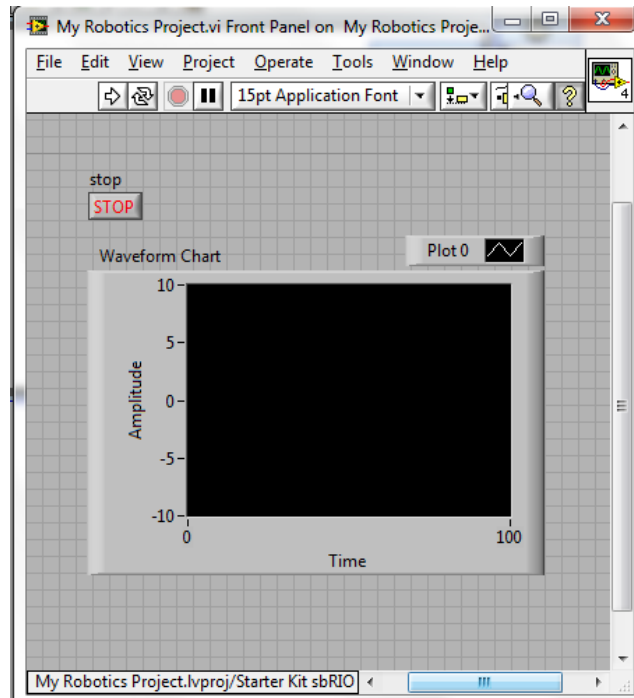 My Robotics Project.vi Front Panel on My Robotics Proje...
File Edit View Project Operate Tools Window Help
15pt Application Font
?
4
stop
STOP
Waveform Chart
Plot 0
10
5
0
-5
-10
Amplitude
0
100
Time
My Robotics Project.lvproj/Starter Kit sbRIO